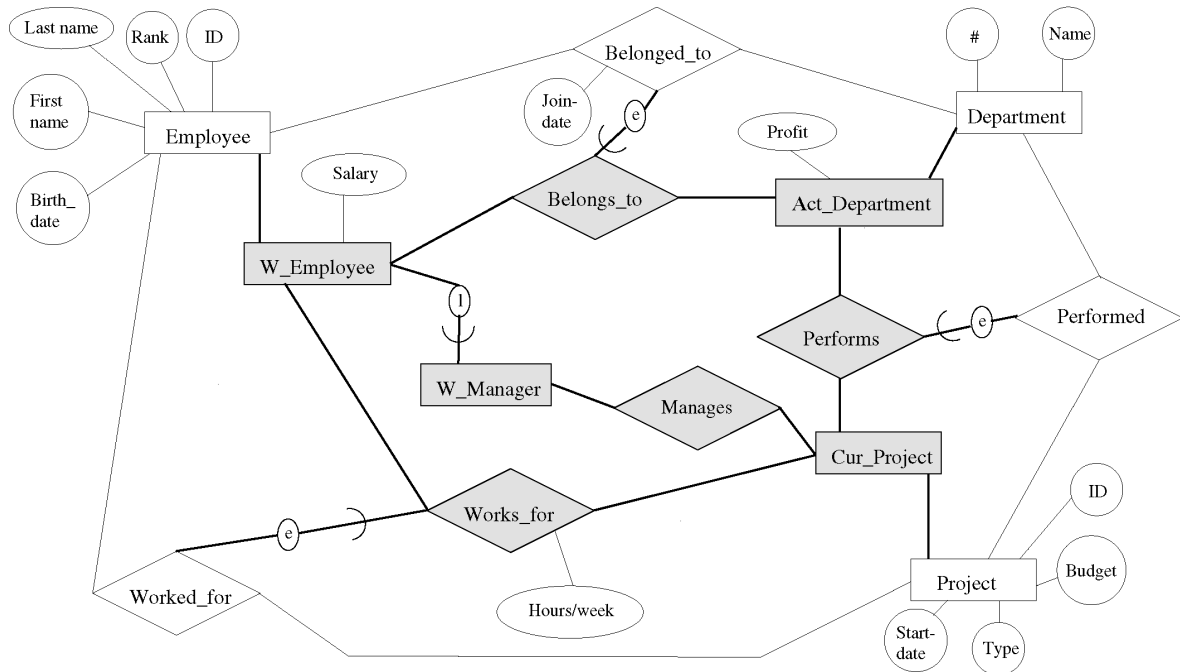 Last name
Rank
ID
Belonged_to
#
Name
First
name
Join-
date
e
Employee
Department
Profit
Salary
Birth_
date
Belongs_to
Act_Department
W_Employee
1
Performs
e
Performed
W_Manager
Manages
Cur_Project
ID
Works_for
e
Project
Budget
Worked_for
Hours/week
Start-
date
Type